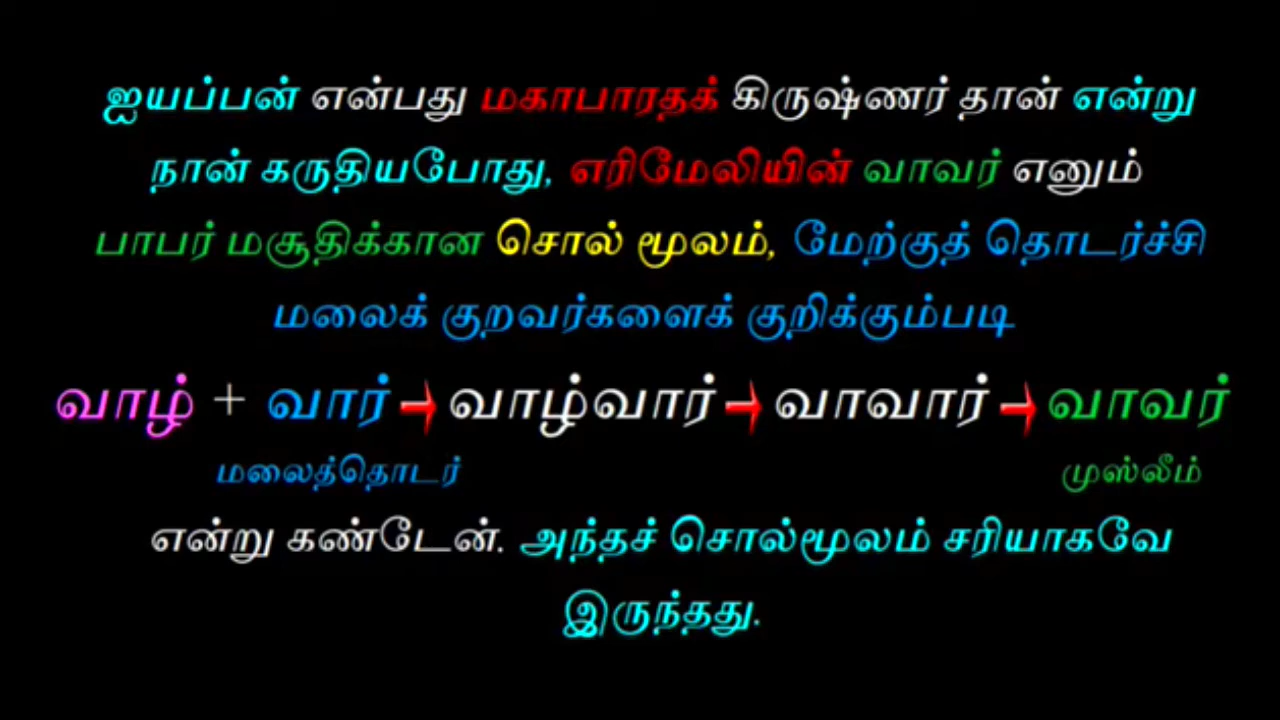 ஐயப்பன் என்பது மகாபாரதக் கிருஷ்ணர் தான் என்று
நான் கருதியபோது, எரிமேலியின் வாவர் எனும்
பாபர் மசூதிக்கான சொல் மூலம், மேற்குத் தொடர்ச்சி
மலைக் குறவர்களைக் குறிக்கும்படி
வாழ் + வார் → வாழ்வார் → வாவார் → வாவர்
மலைத்தொடர் முஸ்லீம்
என்று கண்டேன். அந்தச் சொல்மூலம் சரியாகவே
இருந்தது.